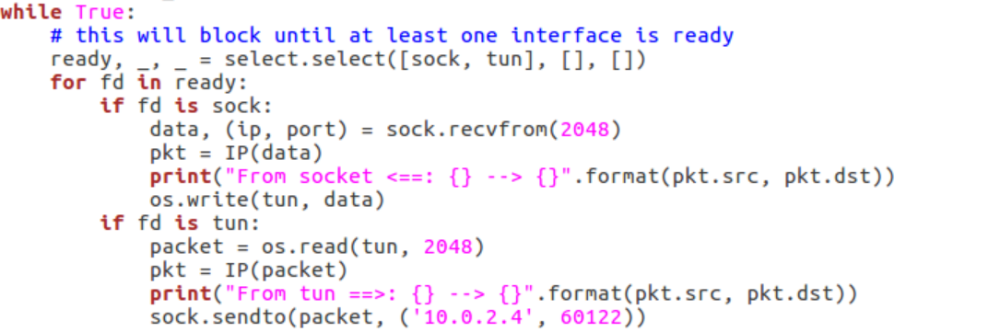 while True:
    # this will block until at least one interface is ready
    ready, _, _ = select.select([sock, tun], [], [])
    for fd in ready:
        if fd is sock:
            data, (ip, port) = sock.recvfrom(2048)
            pkt = IP(data)
            print("From socket <==: {} --> {}".format(pkt.src, pkt.dst))
            os.write(tun, data)
        if fd is tun:
            packet = os.read(tun, 2048)
            pkt = IP(packet)
            print("From tun ==>: {} --> {}".format(pkt.src, pkt.dst))
            sock.sendto(packet, ('10.0.2.4', 60122))